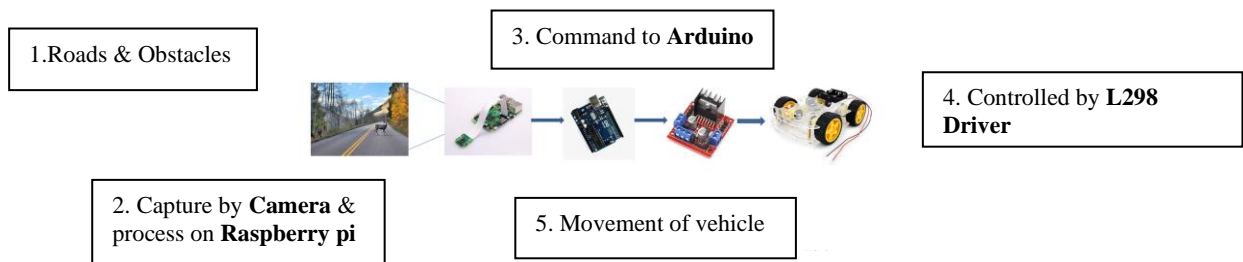 1.Roads & Obstacles
2. Capture by Camera &
process on Raspberry pi
3. Command to Arduino
4. Controlled by L298
Driver
5. Movement of vehicle